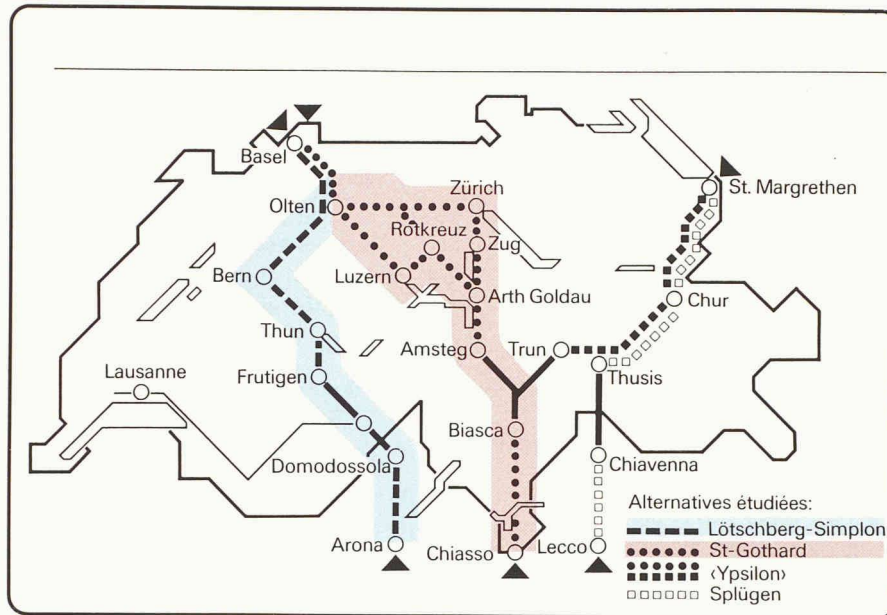 Basel
St. Margrethen
Olten
Zürich
Rotkreuz
Zug
Bern
Luzern
Arth Goldau
Chur
Thun
Amsteg
Trun
Thusis
Lausanne
Frutigen
Biasca
Domodossola
Chiavenna
Arona
Chiasso
Lecco
Alternatives étudiées:
Lötschberg-Simplon
St-Gothard
‹Ypsilon›
Splügen